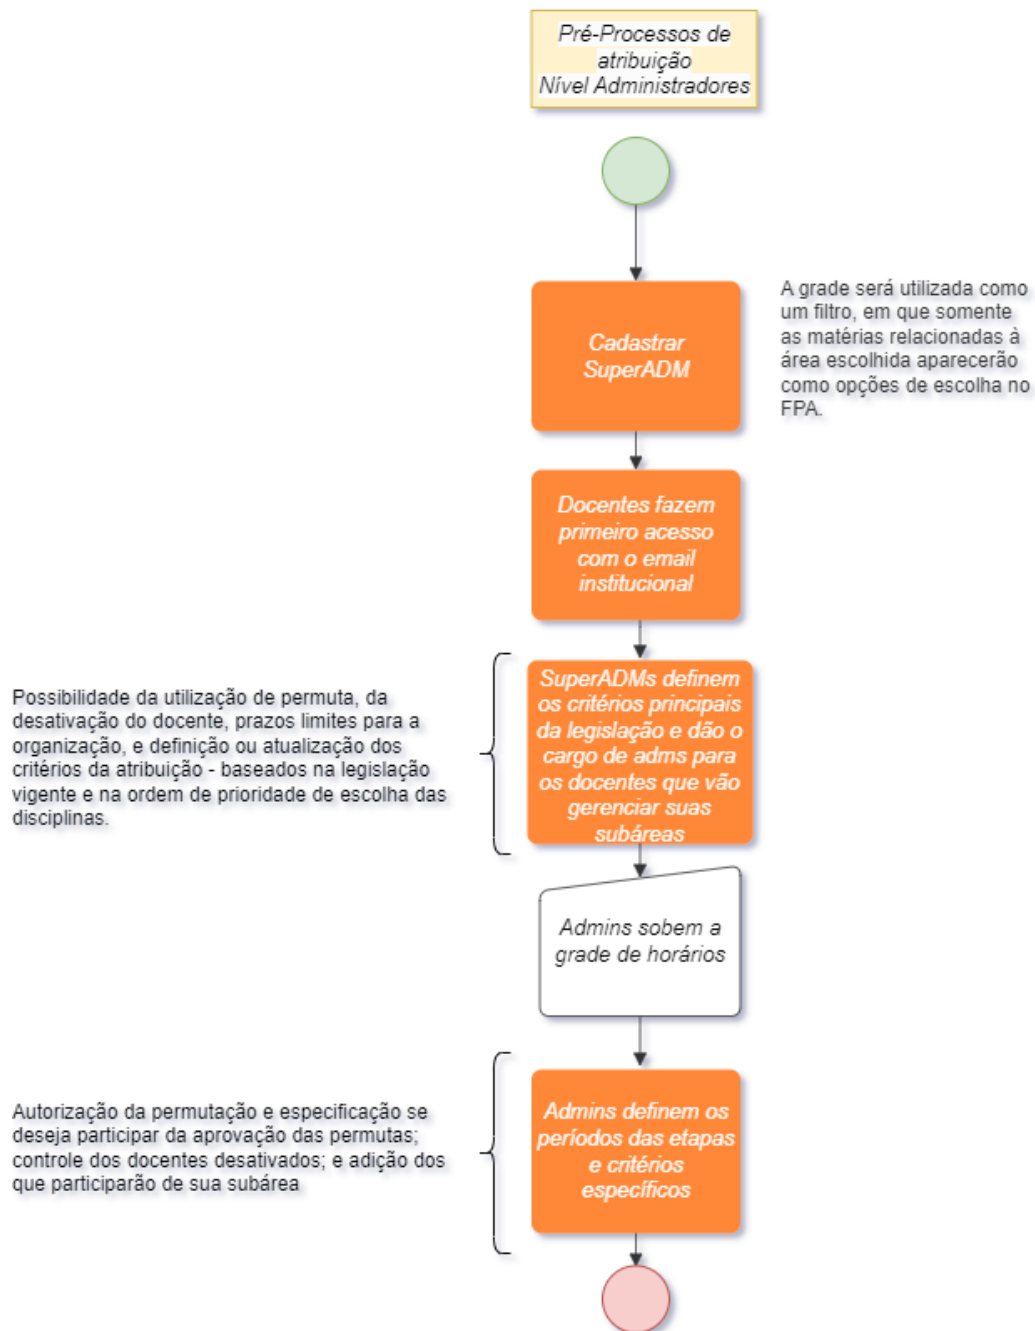 Pré-Processos de
atribuição
Nível Administradores
Cadastrar
SuperADM
A grade será utilizada como
um filtro, em que somente
as matérias relacionadas à
área escolhida aparecerão
como opções de escolha no
FPA.
Docentes fazem
primeiro acesso
com o email
institucional
SuperADMs definem
os critérios principais
da legislação e dão o
cargo de adms para
os docentes que vão
gerenciar suas
subáreas
Possibilidade da utilização de permuta, da
desativação do docente, prazos limites para a
organização, e definição ou atualização dos
critérios da atribuição - baseados na legislação
vigente e na ordem de prioridade de escolha das
disciplinas.
Admins sobem a
grade de horários
Admins definem os
períodos das etapas
e critérios
específicos
Autorização da permutação e especificação se
deseja participar da aprovação das permutas;
controle dos docentes desativados; e adição dos
que participarão de sua subárea